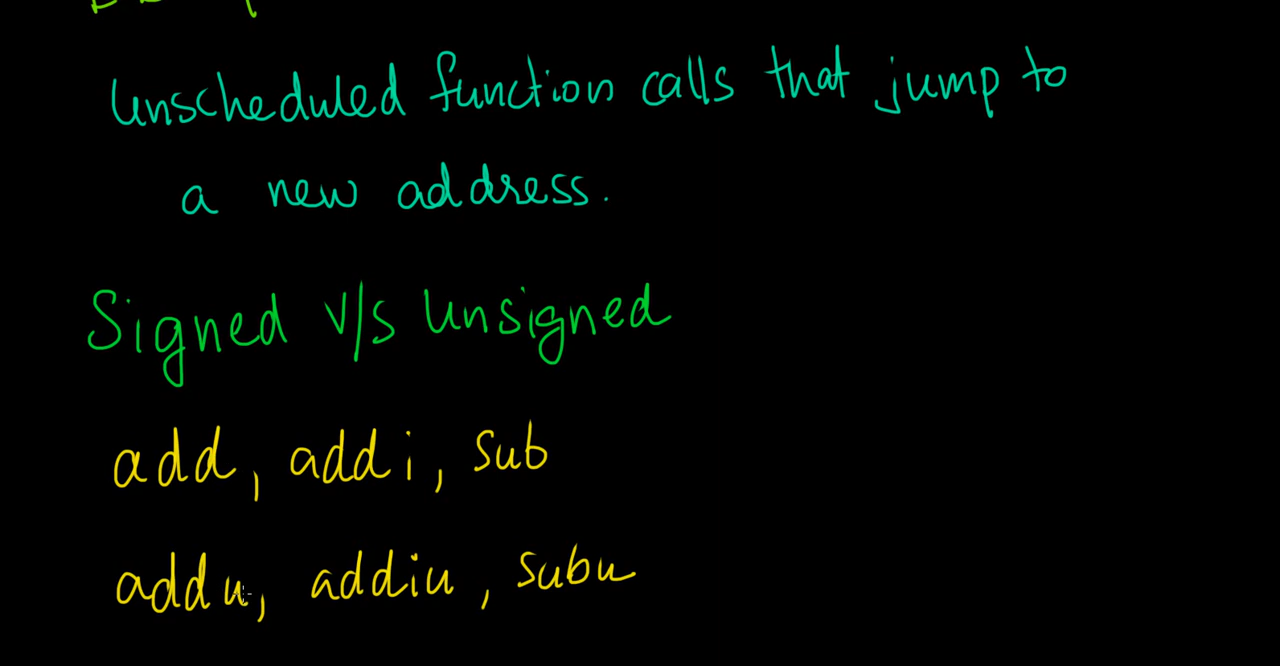 Unscheduled function calls that jump to
a new address.
Signed v/s Unsigned
add, addi, sub
addu, addiu, subu